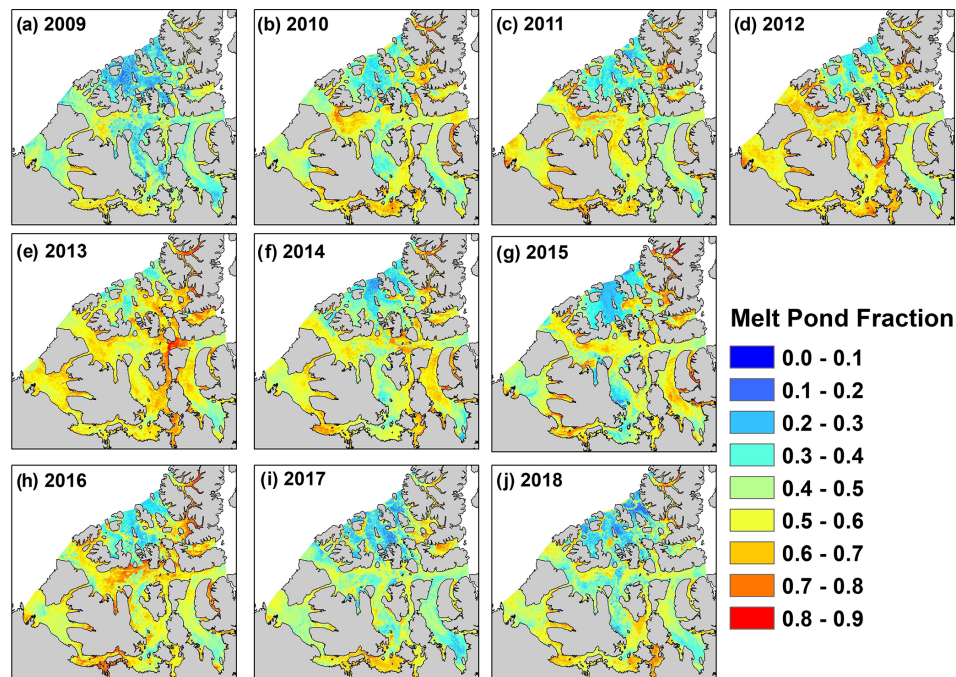 (a) 2009
(b) 2010
(c) 2011
(d) 2012
(e) 2013
(f) 2014
(g) 2015
(h) 2016
(i) 2017
(j) 2018
Melt Pond Fraction
0.0 - 0.1
0.1 - 0.2
0.2 - 0.3
0.3 - 0.4
0.4 - 0.5
0.5 - 0.6
0.6 - 0.7
0.7 - 0.8
0.8 - 0.9